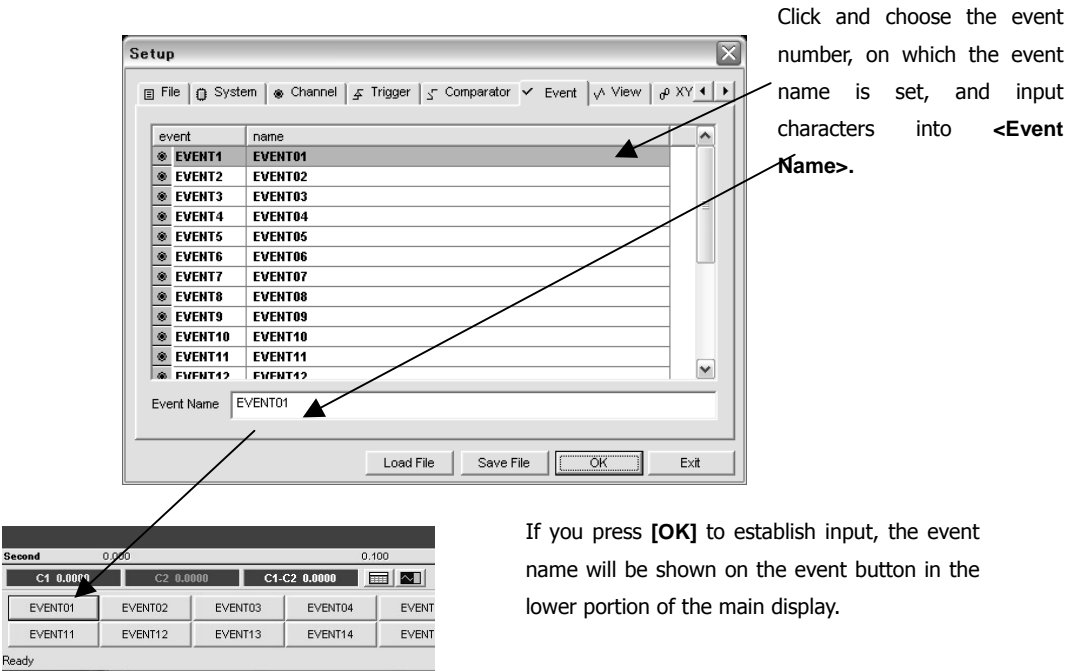 Click and choose the event
number, on which the event
name is set, and input
characters into <Event
Name>.
Setup
File System Channel Trigger Comparator Event View XY
event name
EVENT1 EVENT01
EVENT2 EVENT02
EVENT3 EVENT03
EVENT4 EVENT04
EVENT5 EVENT05
EVENT6 EVENT06
EVENT7 EVENT07
EVENT8 EVENT08
EVENT9 EVENT09
EVENT10 EVENT10
EVENT11 EVENT11
EVENT12 EVENT12
Event Name EVENT01
Load File Save File OK Exit
If you press [OK] to establish input, the event
name will be shown on the event button in the
lower portion of the main display.
Second 0.000 0.100
C1 0.0000 C2 0.0000 C1-C2 0.0000
EVENT01 EVENT02 EVENT03 EVENT04 EVENT
EVENT11 EVENT12 EVENT13 EVENT14 EVENT
Ready